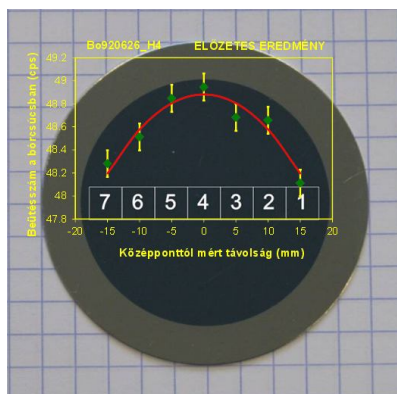 Bo920626_H4 ELŐZETES EREDMÉNY
Beütésszám a bórcsúcsban (cps)
49.2
49
48.8
48.6
48.4
48.2
48
47.8
7 6 5 4 3 2 1
-20 -15 -10 -5 0 5 10 15 20
Középponttól mért távolság (mm)